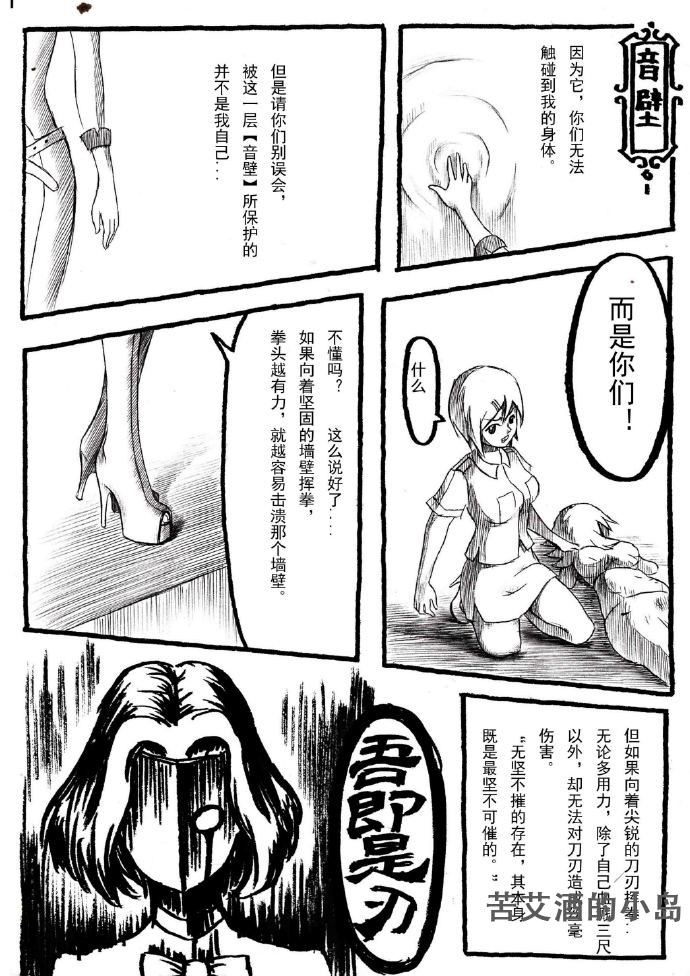 音壁
01
因为它，你们无法
触碰到我的身体。
但是请你们别误会，
被这一层【音壁】所保护的
并不是我自己...
而是你们！
什么
不懂吗？ 这么说好了....
如果向着坚固的墙壁挥拳，
拳头越有力，就越容易击溃那个墙壁。
但如果向着尖锐的刀刃挥拳..
无论多用力，除了自己
三尺
以外，却无法对刀刃造成
毫
伤害。
“无坚不摧的存在，其本身
既是最坚不可催的。”
吾即是刃
苦艾酒的小岛